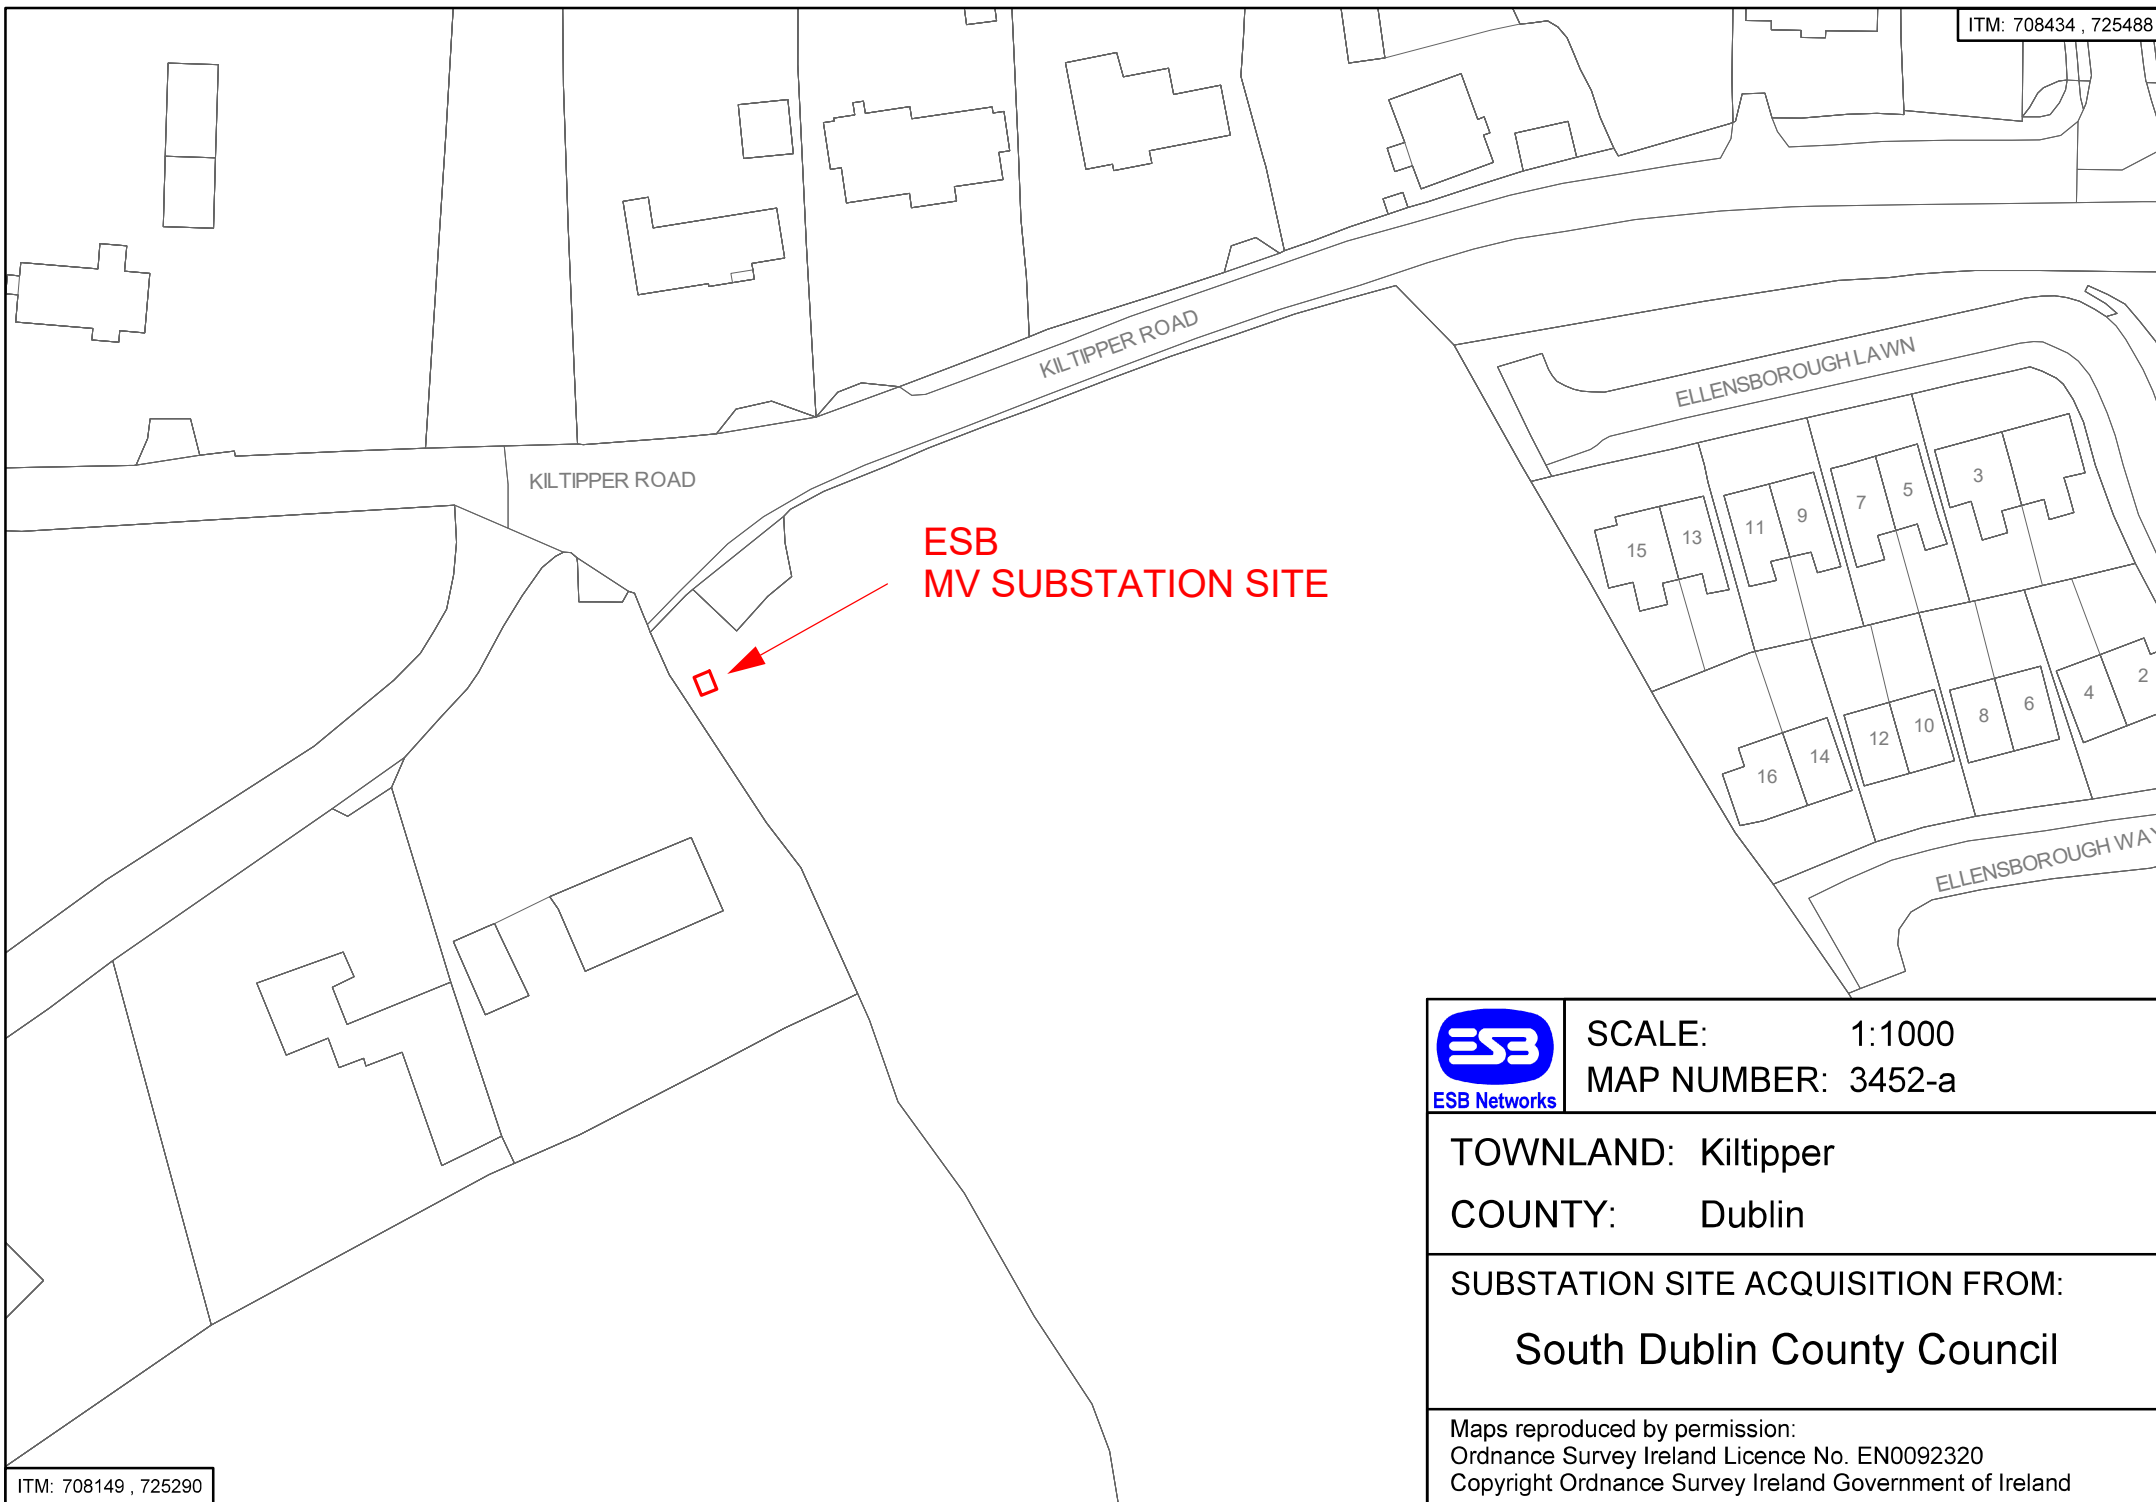 ITM: 708434 , 725488
KILTIPPER ROAD
ELLENSBOROUGH LAWN
KILTIPPER ROAD
3
5
7
9
11
13
15
ESB
MV SUBSTATION SITE
2
4
6
8
10
12
14
16
ELLENSBOROUGH WAY
ESB
ESB Networks
SCALE: 1:1000
MAP NUMBER: 3452-a
TOWNLAND: Kiltipper
COUNTY: Dublin
SUBSTATION SITE ACQUISITION FROM:
South Dublin County Council
Maps reproduced by permission:
Ordnance Survey Ireland Licence No. EN0092320
Copyright Ordnance Survey Ireland Government of Ireland
ITM: 708149 , 725290